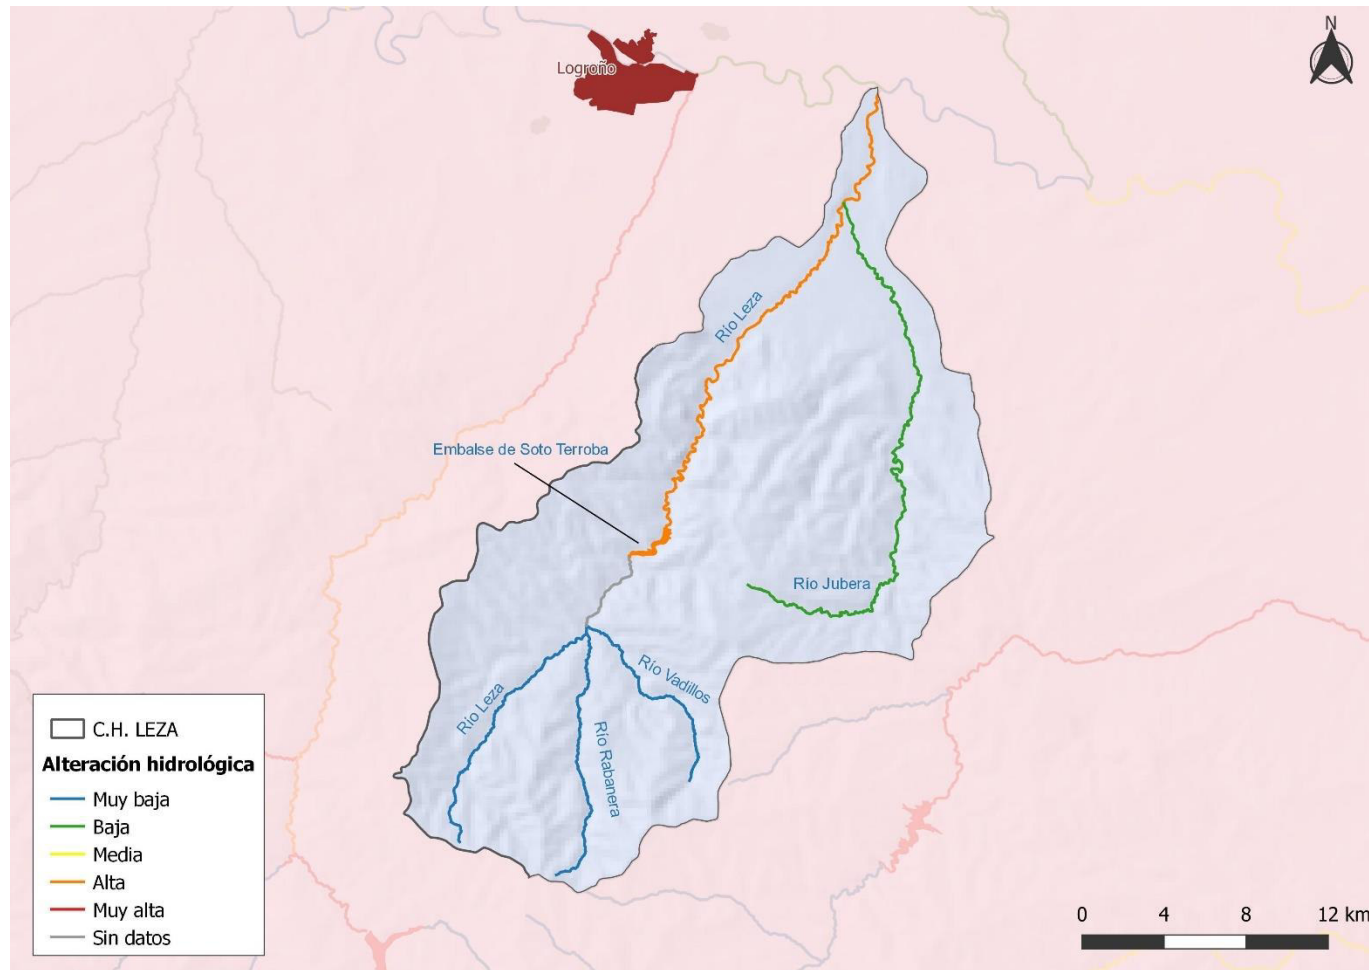 N
Logroño
Río Leza
Embalse de Soto Terroba
Río Jubera
Río Vadillos
Río Leza
Río Rabanera
C.H. LEZA
Alteración hidrológica
Muy baja
Baja
Media
Alta
Muy alta
Sin datos
0 4 8 12 km